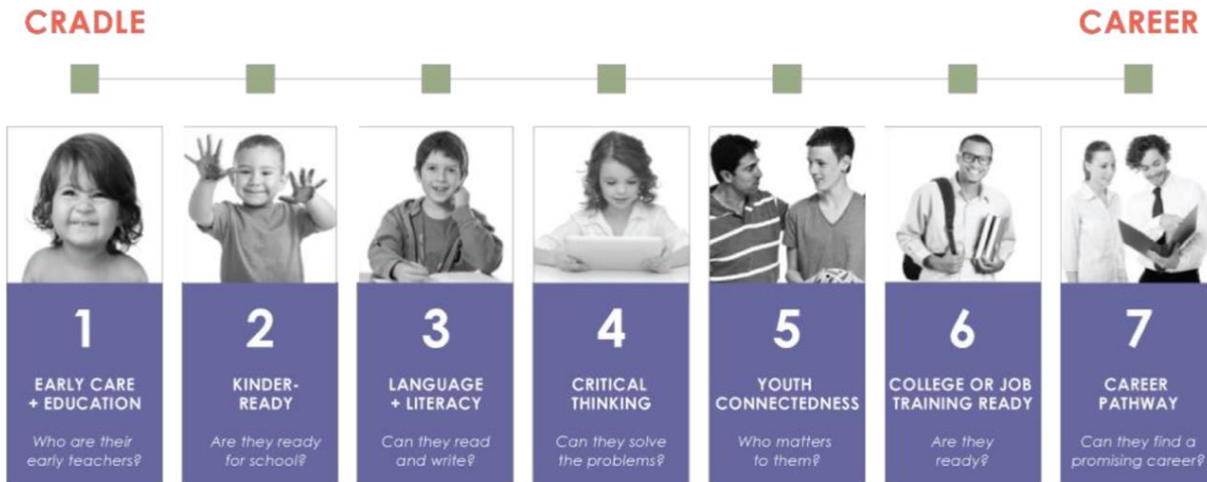 CRADLE
CAREER
1
EARLY CARE
+ EDUCATION
Who are their
early teachers?
2
KINDER-
READY
Are they ready
for school?
3
LANGUAGE
+ LITERACY
Can they read
and write?
4
CRITICAL
THINKING
Can they solve
the problems?
5
YOUTH
CONNECTEDNESS
Who matters
to them?
6
COLLEGE OR JOB
TRAINING READY
Are they
ready?
7
CAREER
PATHWAY
Can they find a
promising career?